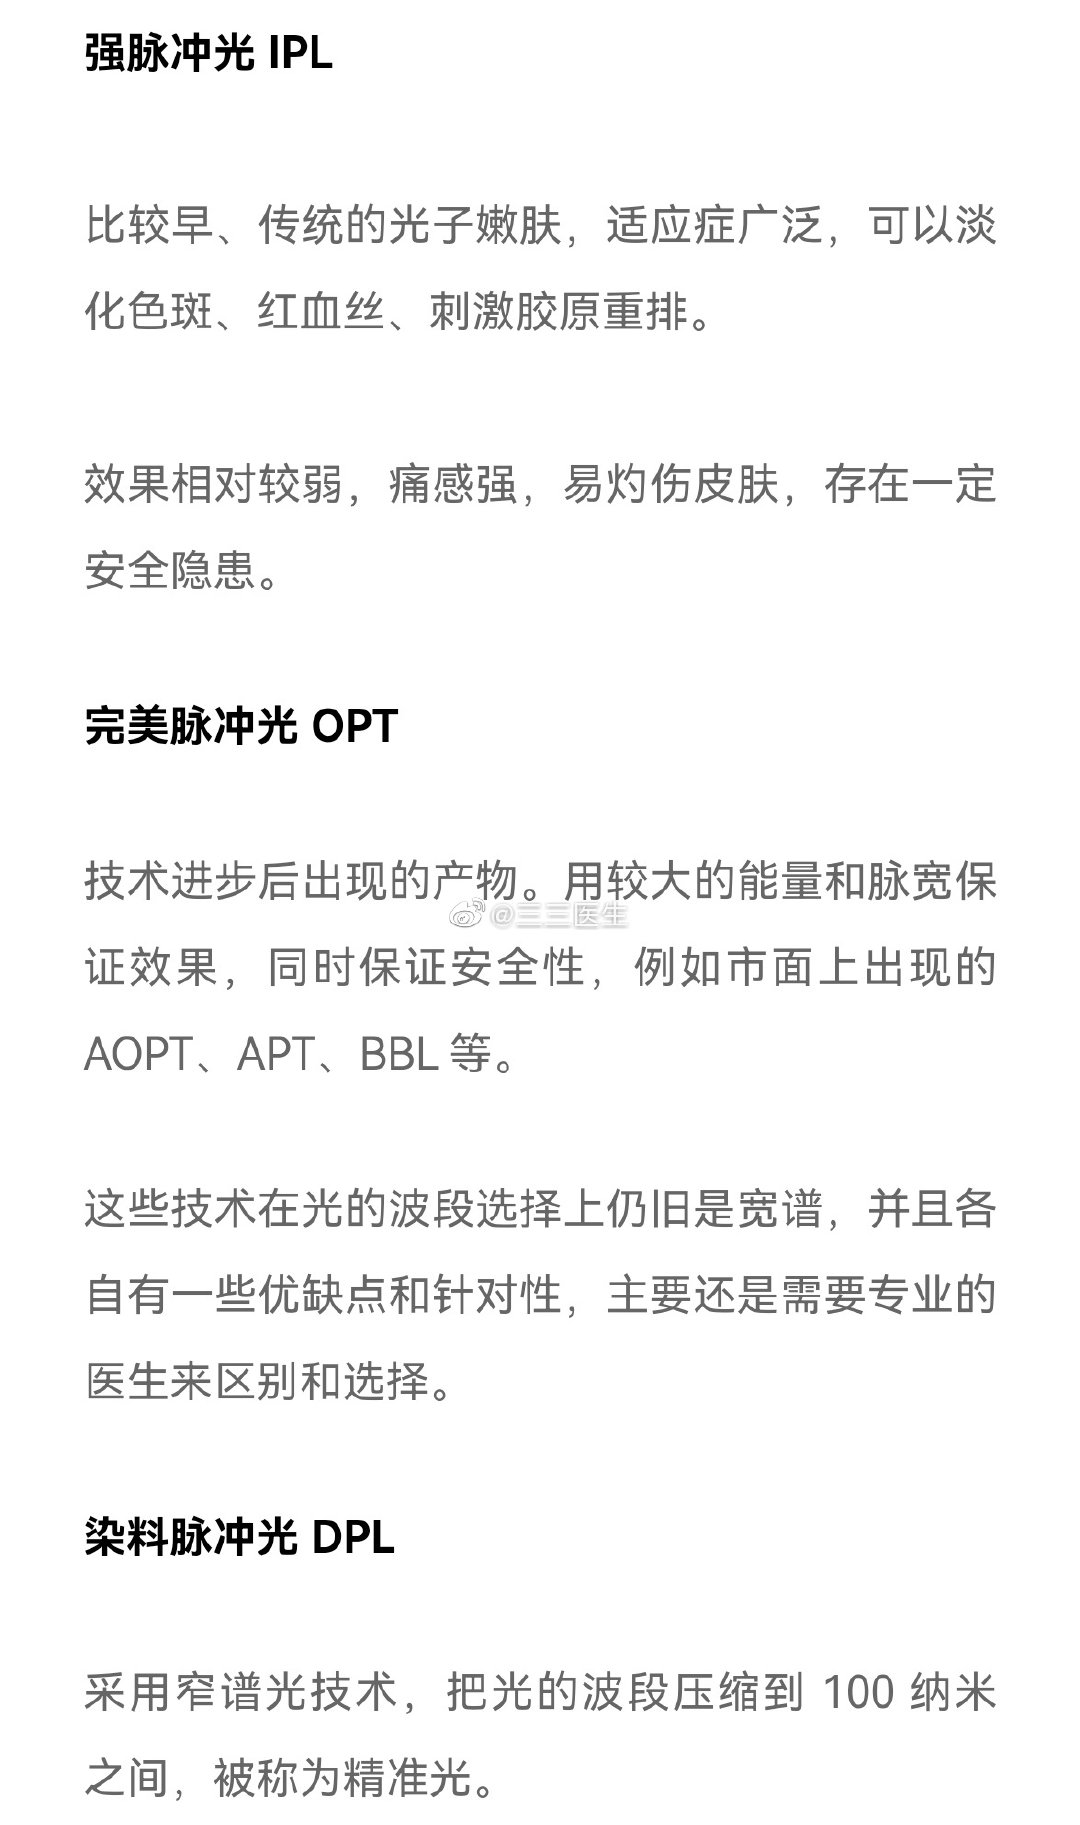 强脉冲光 IPL
比较早、传统的光子嫩肤，适应症广泛，可以淡
化色斑、红血丝、刺激胶原重排。
效果相对较弱，痛感强，易灼伤皮肤，存在一定
安全隐患。
完美脉冲光 OPT
技术进步后出现的产物。用较大的能量和脉宽保
@三三医生
证效果，同时保证安全性，例如市面上出现的
AOPT、APT、BBL 等。
这些技术在光的波段选择上仍旧是宽谱，并且各
自有一些优缺点和针对性，主要还是需要专业的
医生来区别和选择。
染料脉冲光 DPL
采用窄谱光技术，把光的波段压缩到 100 纳米
之间，被称为精准光。